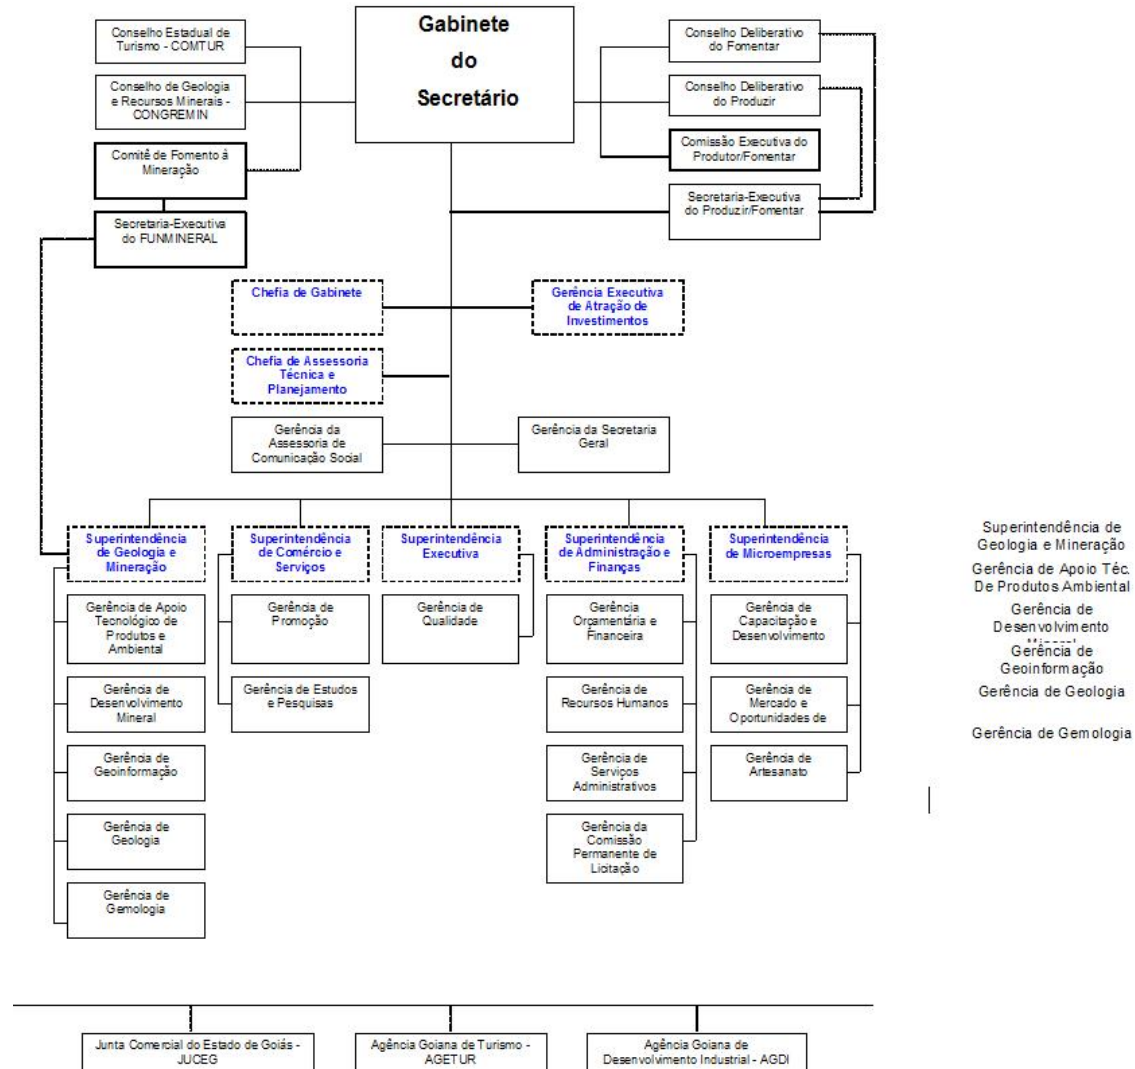 Gabinete
do
Secretário
Conselho Estadual de
Turismo - COMTUR
Conselho de Geologia
e Recursos Minerais -
CONGREMIN
Comitê de Fomento à
Mineração
Secretaria-Executiva
do FUNMINERAL
Conselho Deliberativo
do Fomentar
Conselho Deliberativo
do Produzir
Comissão Executiva do
Produtor/Fomentar
Secretaria-Executiva
do Produzir/Fomentar
Chefia de Gabinete
Gerência Executiva
de Atração de
Investimentos
Chefia de Assessoria
Técnica e
Planejamento
Gerência da
Assessoria de
Comunicação Social
Gerência da Secretaria
Geral
Superintendência
de Geologia e
Mineração
Gerência de Apoio
Tecnológico de
Produtos e
Ambiental
Gerência de
Desenvolvimento
Mineral
Gerência de
Geoinformação
Gerência de
Geologia
Gerência de
Gemologia
Superintendência
de Comércio e
Serviços
Gerência de
Promoção
Gerência de Estudos
e Pesquisas
Superintendência
Executiva
Gerência de
Qualidade
Superintendência
de Administração e
Finanças
Gerência
Orçamentária e
Financeira
Gerência de
Recursos Humanos
Gerência de
Serviços
Administrativos
Gerência da
Comissão
Permanente de
Licitação
Superintendência
de Microempresas
Gerência de
Capacitação e
Desenvolvimento
Gerência de
Mercado e
Oportunidades de
Gerência de
Artesanato
Superintendência de
Geologia e Mineração
Gerência de Apoio Téc.
De Produtos Ambiental
Gerência de
Desenvolvimento
Gerência de
Geoinformação
Gerência de Geologia
Gerência de Gemologia
Junta Comercial do Estado de Goiás -
JUCEG
Agência Goiana de Turismo -
AGETUR
Agência Goiana de
Desenvolvimento Industrial - AGDI